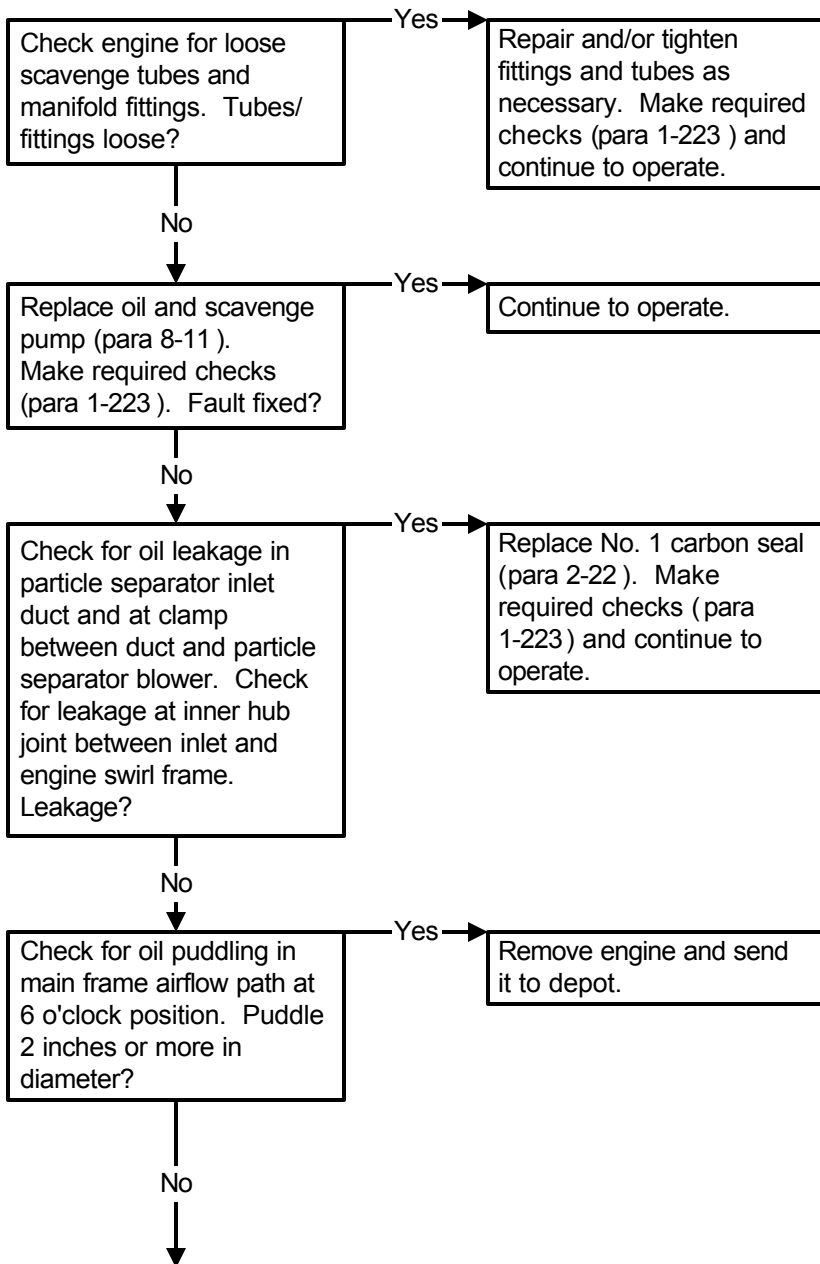 Check engine for loose
scavenge tubes and
manifold fittings. Tubes/
fittings loose?
Yes
Repair and/or tighten
fittings and tubes as
necessary. Make required
checks (para 1-223 ) and
continue to operate.
No
Replace oil and scavenge
pump (para 8-11 ).
Make required checks
(para 1-223 ). Fault fixed?
Yes
Continue to operate.
No
Check for oil leakage in
particle separator inlet
duct and at clamp
between duct and particle
separator blower. Check
for leakage at inner hub
joint between inlet and
engine swirl frame.
Leakage?
Yes
Replace No. 1 carbon seal
(para 2-22 ). Make
required checks ( para
1-223 ) and continue to
operate.
No
Check for oil puddling in
main frame airflow path at
6 o'clock position. Puddle
2 inches or more in
diameter?
Yes
Remove engine and send
it to depot.
No